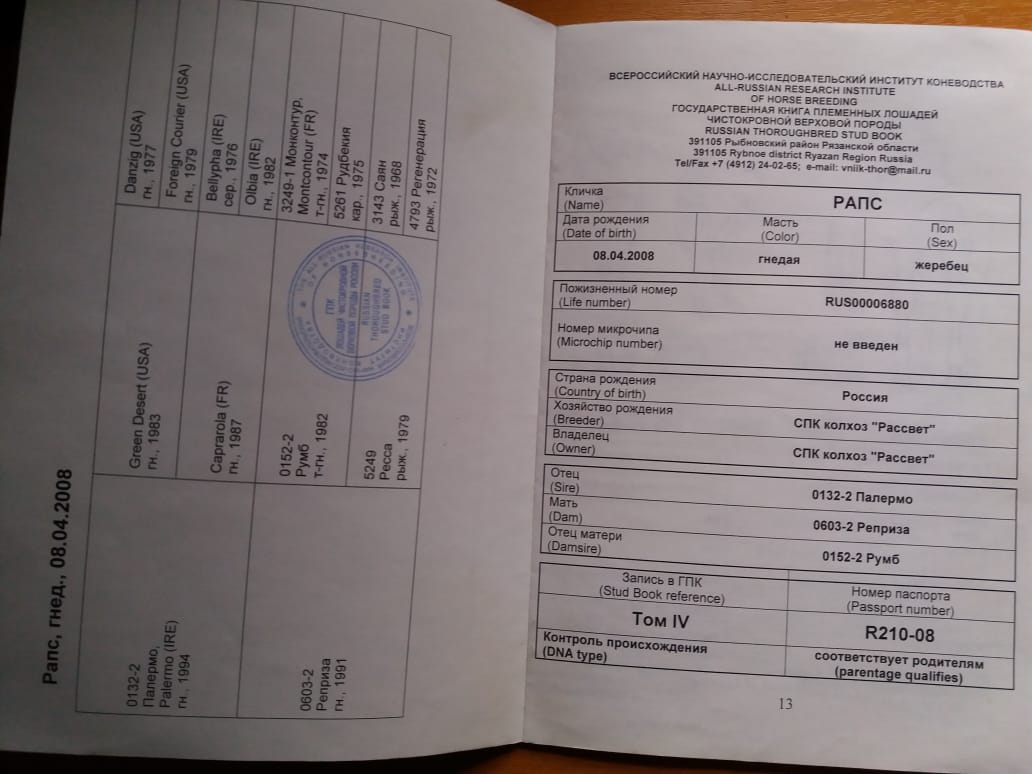 Рапс, гнед., 08.04.2008
0132-2
Палермо,
Palermo (IRE)
гн., 1994
0603-2
Реприза
гн., 1991
Green Desert (USA)
гн., 1983
Caprarola (FR)
гн., 1987
0152-2
Румб
т-гн., 1982
5249
Ресса
рыж., 1979
Danzig (USA)
гн., 1977
Foreign Courier (USA)
гн., 1979
Bellypha (IRE)
сер., 1976
Olbia (IRE)
гн., 1982
3249-1 Монконтур,
Montcontour (FR)
т-гн., 1974
5261 Рудбекия
кар., 1975
3143 Саян
рыж., 1968
4793 Регенерация
рыж., 1972
ГПК
RUSSIAN
THOROUGHBRED
STUD BOOK
ВСЕРОССИЙСКИЙ НАУЧНО-ИССЛЕДОВАТЕЛЬСКИЙ ИНСТИТУТ КОНЕВОДСТВА
ALL-RUSSIAN RESEARCH INSTITUTE
OF HORSE BREEDING
ГОСУДАРСТВЕННАЯ КНИГА ПЛЕМЕННЫХ ЛОШАДЕЙ
ЧИСТОКРОВНОЙ ВЕРХОВОЙ ПОРОДЫ
RUSSIAN THOROUGHBRED STUD BOOK
391105 Рыбновский район Рязанской области
391105 Rybnoe district Ryazan Region Russia
Tel/Fax +7 (4912) 24-02-65; e-mail: vniik-thor@mail.ru
Кличка
(Name)
РАПС
Дата рождения
(Date of birth)
Масть
(Color)
Пол
(Sex)
08.04.2008
гнедая
жеребец
Пожизненный номер
(Life number)
RUS00006880
Номер микрочипа
(Microchip number)
не введен
Страна рождения
(Country of birth)
Россия
Хозяйство рождения
(Breeder)
СПК колхоз "Рассвет"
Владелец
(Owner)
СПК колхоз "Рассвет"
Отец
(Sire)
0132-2 Палермо
Мать
(Dam)
0603-2 Реприза
Отец матери
(Damsire)
0152-2 Румб
Запись в ГПК
(Stud Book reference)
Номер паспорта
(Passport number)
Том IV
R210-08
Контроль происхождения
(DNA type)
соответствует родителям
(parentage qualifies)
13